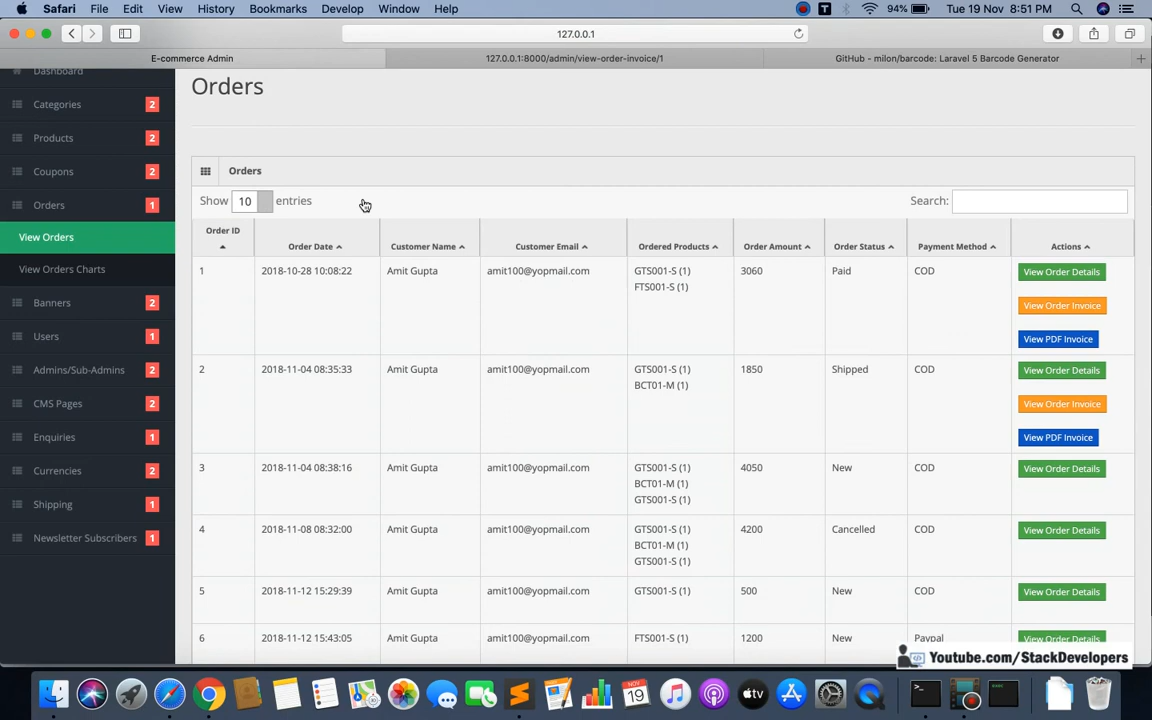 Safari File Edit View History Bookmarks Develop Window Help T 94% Tue 19 Nov 8:51 PM
127.0.0.1
E-commerce Admin 127.0.0.1:8000/admin/view-order-invoice/1 GitHub - milon/barcode: Laravel 5 Barcode Generator
Dashboard
Categories 2
Products 2
Coupons 2
Orders 1
View Orders
View Orders Charts
Banners 2
Users 1
Admins/Sub-Admins 2
CMS Pages 2
Enquiries 1
Currencies 2
Shipping 1
Newsletter Subscribers 1
Orders
Orders
Show 10 entries Search:
Order ID Order Date Customer Name Customer Email Ordered Products Order Amount Order Status Payment Method Actions
1 2018-10-28 10:08:22 Amit Gupta amit100@yopmail.com GTS001-S (1) 3060 Paid COD View Order Details
FTS001-S (1)
View Order Invoice
View PDF Invoice
2 2018-11-04 08:35:33 Amit Gupta amit100@yopmail.com GTS001-S (1) 1850 Shipped COD View Order Details
BCT01-M (1)
View Order Invoice
View PDF Invoice
3 2018-11-04 08:38:16 Amit Gupta amit100@yopmail.com GTS001-S (1) 4050 New COD View Order Details
BCT01-M (1)
GTS001-S (1)
4 2018-11-08 08:32:00 Amit Gupta amit100@yopmail.com GTS001-S (1) 4200 Cancelled COD View Order Details
BCT01-M (1)
GTS001-S (1)
5 2018-11-12 15:29:39 Amit Gupta amit100@yopmail.com GTS001-S (1) 500 New COD View Order Details
6 2018-11-12 15:43:05 Amit Gupta amit100@yopmail.com FTS001-S (1) 1200 New Paypal View Order Details
Youtube.com/StackDevelopers
NOV
19
tv